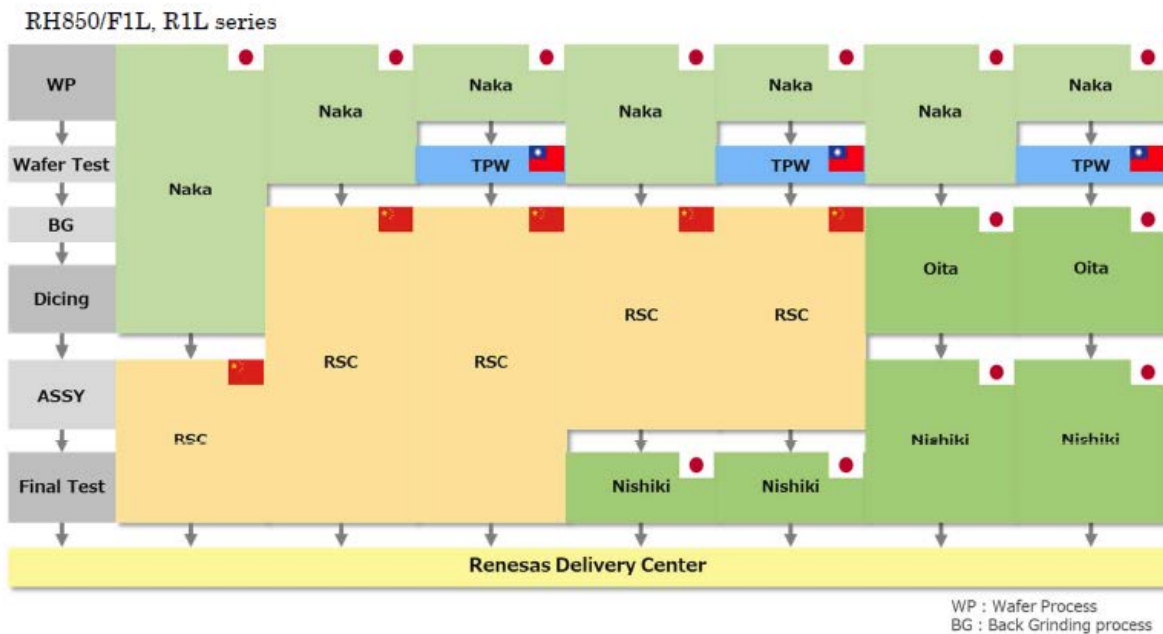 RH850/F1L, R1L series
WP
Naka
Naka
Naka
Naka
Naka
Naka
Naka
Wafer Test
TPW
TPW
TPW
BG
Dicing
Oita
Oita
RSC
RSC
RSC
RSC
ASSY
RSC
Nishiki
Nishiki
Final Test
Nishiki
Nishiki
Renesas Delivery Center
WP : Wafer Process
BG : Back Grinding process